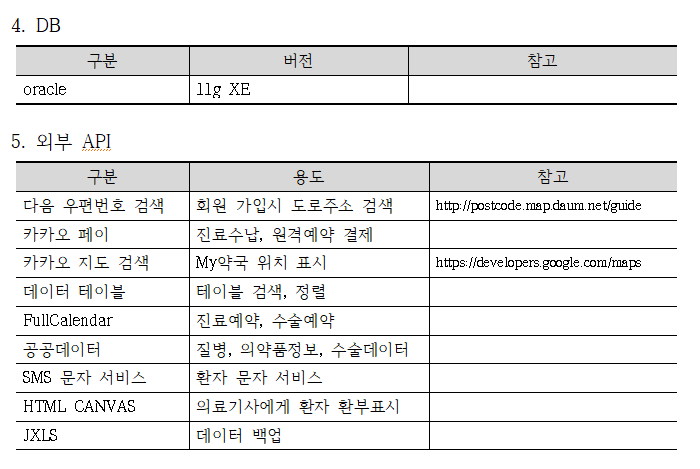 4. DB
구분 버전 참고
oracle 11g XE
5. 외부 API
구분 용도 참고
다음 우편번호 검색 회원 가입시 도로주소 검색 http://postcode.map.daum.net/guide
카카오 페이 진료수납, 원격예약 결제
카카오 지도 검색 My약국 위치 표시 https://developers.google.com/maps
데이터 테이블 테이블 검색, 정렬
FullCalendar 진료예약, 수술예약
공공데이터 질병, 의약품정보, 수술데이터
SMS 문자 서비스 환자 문자 서비스
HTML CANVAS 의료기사에게 환자 환부표시
JXLS 데이터 백업